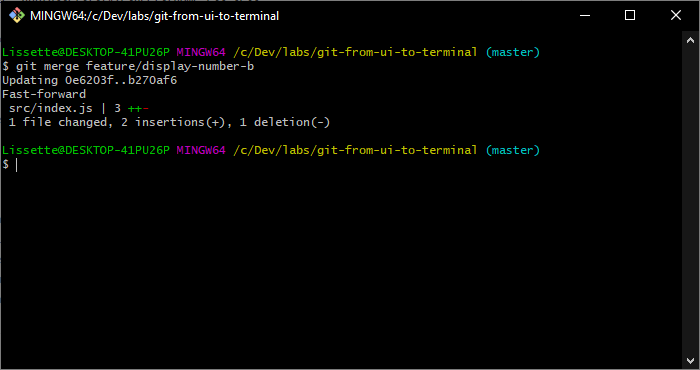 MINGW64:/c/Dev/labs/git-from-ui-to-terminal
Lissette@DESKTOP-41PU26P MINGW64 /c/Dev/labs/git-from-ui-to-terminal (master)
$ git merge feature/display-number-b
Updating 0e6203f..b270af6
Fast-forward
 src/index.js | 3 ++-
 1 file changed, 2 insertions(+), 1 deletion(-)
Lissette@DESKTOP-41PU26P MINGW64 /c/Dev/labs/git-from-ui-to-terminal (master)
$